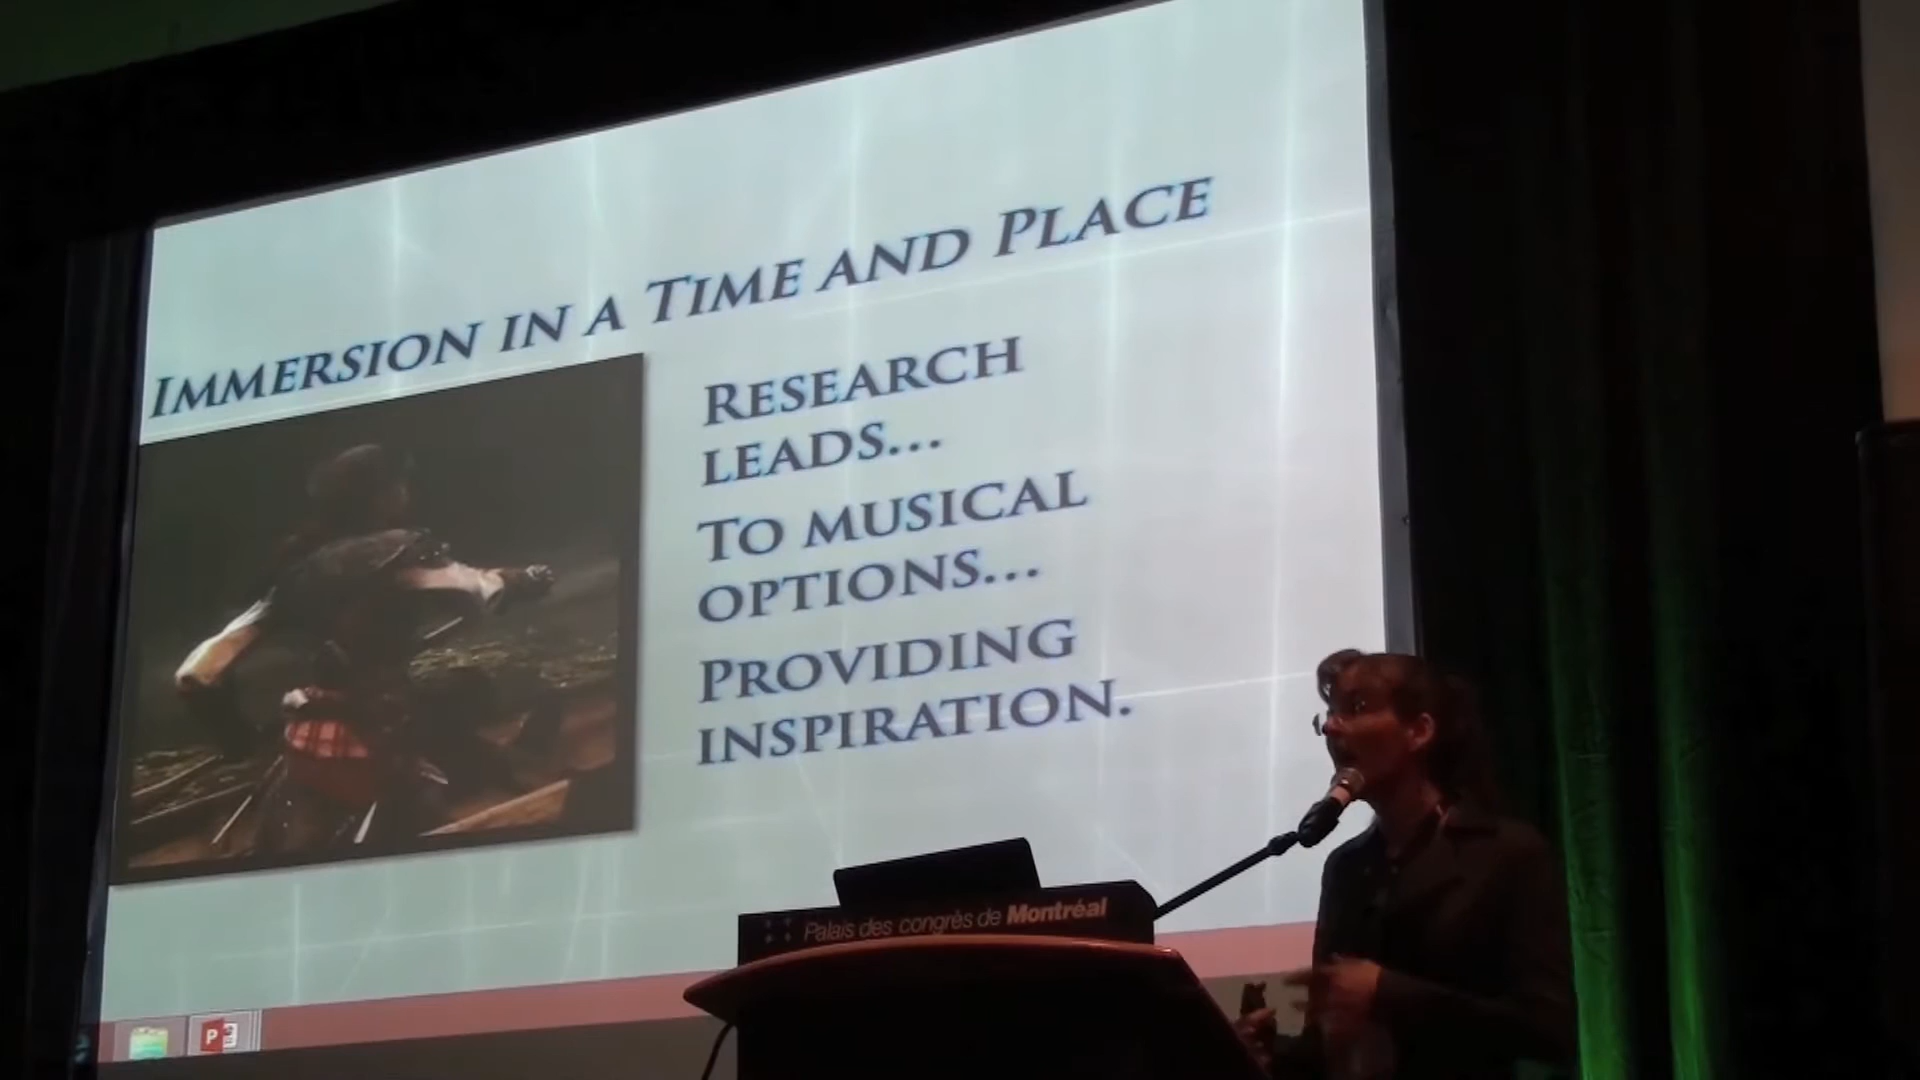 IMMERSION IN A TIME AND PLACE
RESEARCH
LEADS...
TO MUSICAL
OPTIONS...
PROVIDING
INSPIRATION.
Palais des congrès de Montréal
P